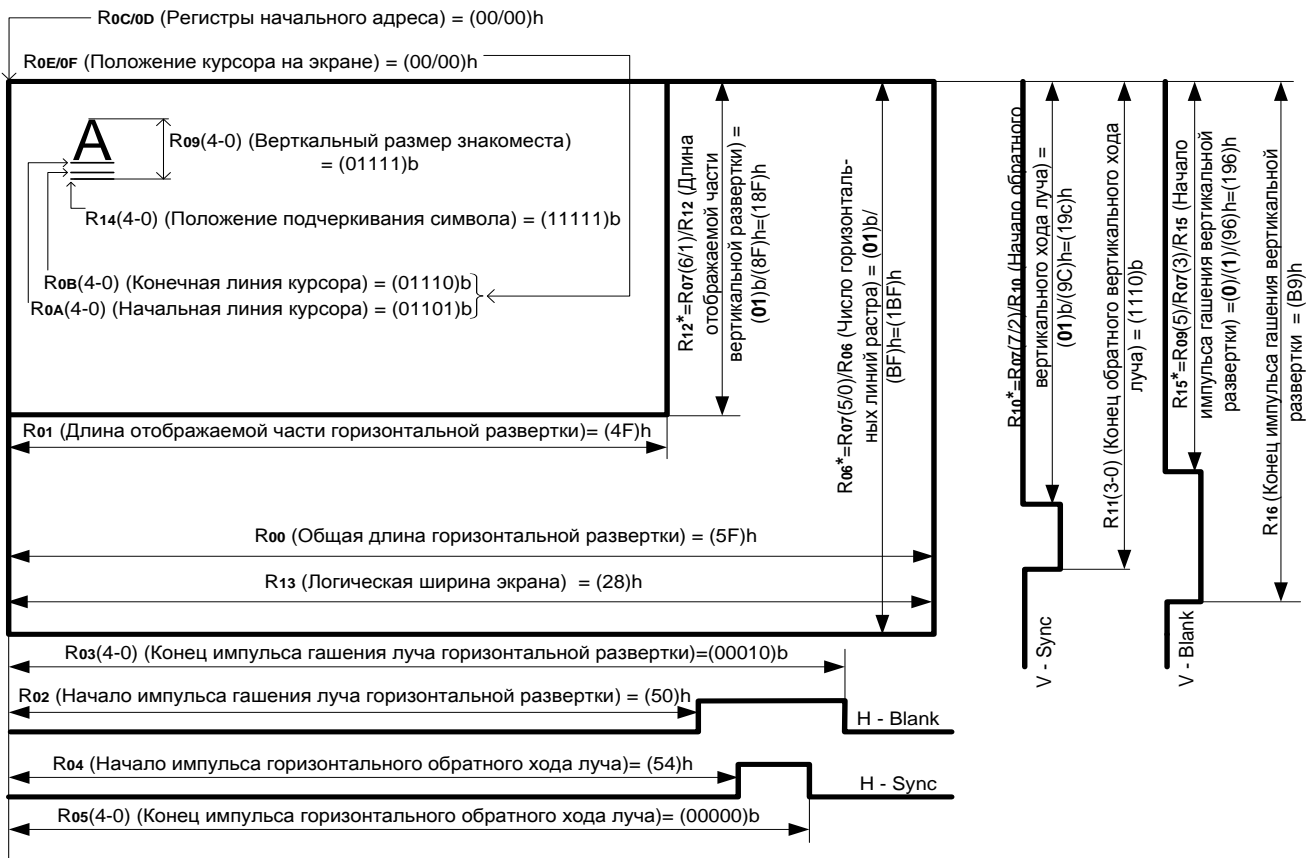 R0C/0D (Регистры начального адреса) = (00/00)h
R0E/0F (Положение курсора на экране) = (00/00)h
A
R09(4-0) (Верткальный размер знакоместа)
= (01111)b
R14(4-0) (Положение подчеркивания символа) = (11111)b
R0B(4-0) (Конечная линия курсора) = (01110)b
R0A(4-0) (Начальная линия курсора) = (01101)b
R12*=R07(6/1)/R12 (Длина
отображаемой части
вертикальной развертки) =
(01)b/(8F)h=(18F)h
R06*=R07(5/0)/R06 (Число горизонталь-
ных линий растра) = (01)b/
(BF)h=(1BF)h
R10*=R07(7/2)/R10 (Начало обратного
вертикального хода луча) =
(01)b/(9C)h=(19c)h
R11(3-0) (Конец обратного вертикального хода
луча) = (1110)b
R15*=R09(5)/R07(3)/R15 (Начало
импульса гашения вертикальной
развертки) =(0)/(1)/(96)h=(196)h
R16 (Конец импульса гашения вертикальной
развертки = (B9)h
R01 (Длина отображаемой части горизонтальной развертки)= (4F)h
R00 (Общая длина горизонтальной развертки) = (5F)h
R13 (Логическая ширина экрана) = (28)h
V - Sync
V - Blank
R03(4-0) (Конец импульса гашения луча горизонтальной развертки)=(00010)b
R02 (Начало импульса гашения луча горизонтальной развертки) = (50)h
H - Blank
R04 (Начало импульса горизонтального обратного хода луча)= (54)h
H - Sync
R05(4-0) (Конец импульса горизонтального обратного хода луча)= (00000)b